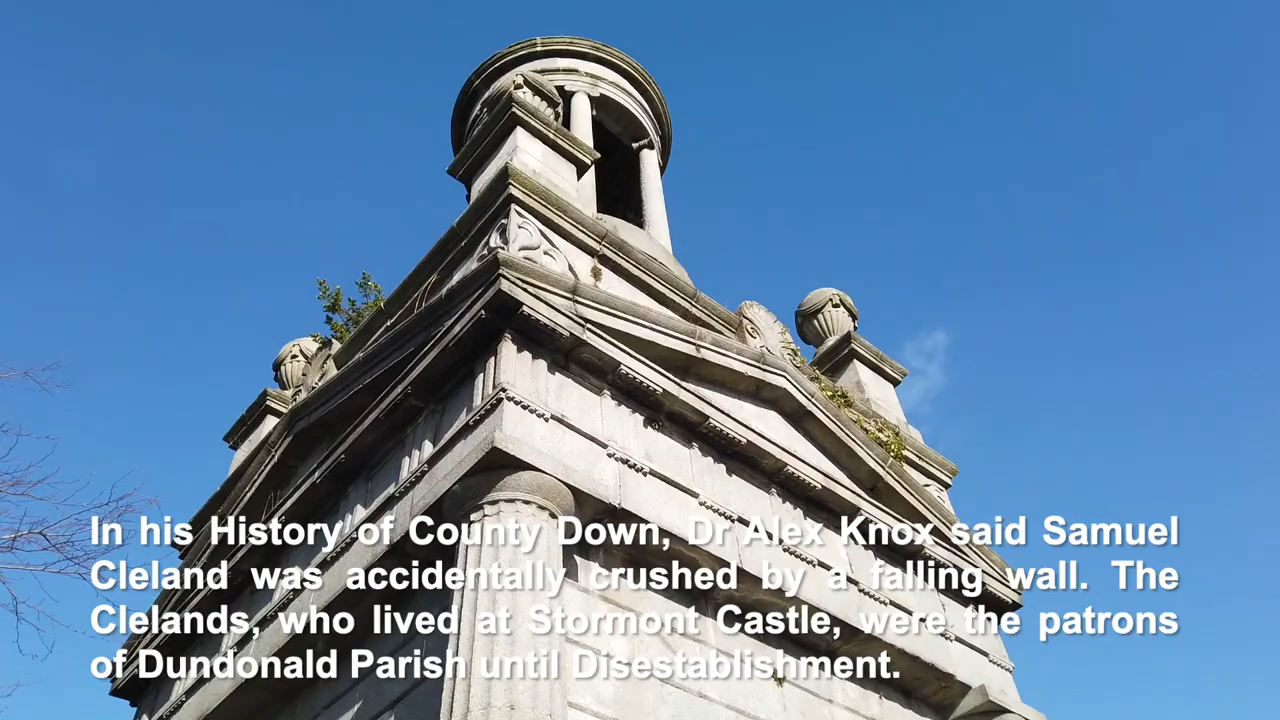 In his History of County Down, Dr Alex Knox said Samuel
Cleland was accidentally crushed by a falling wall. The
Clelands, who lived at Stormont Castle, were the patrons
of Dundonald Parish until Disestablishment.